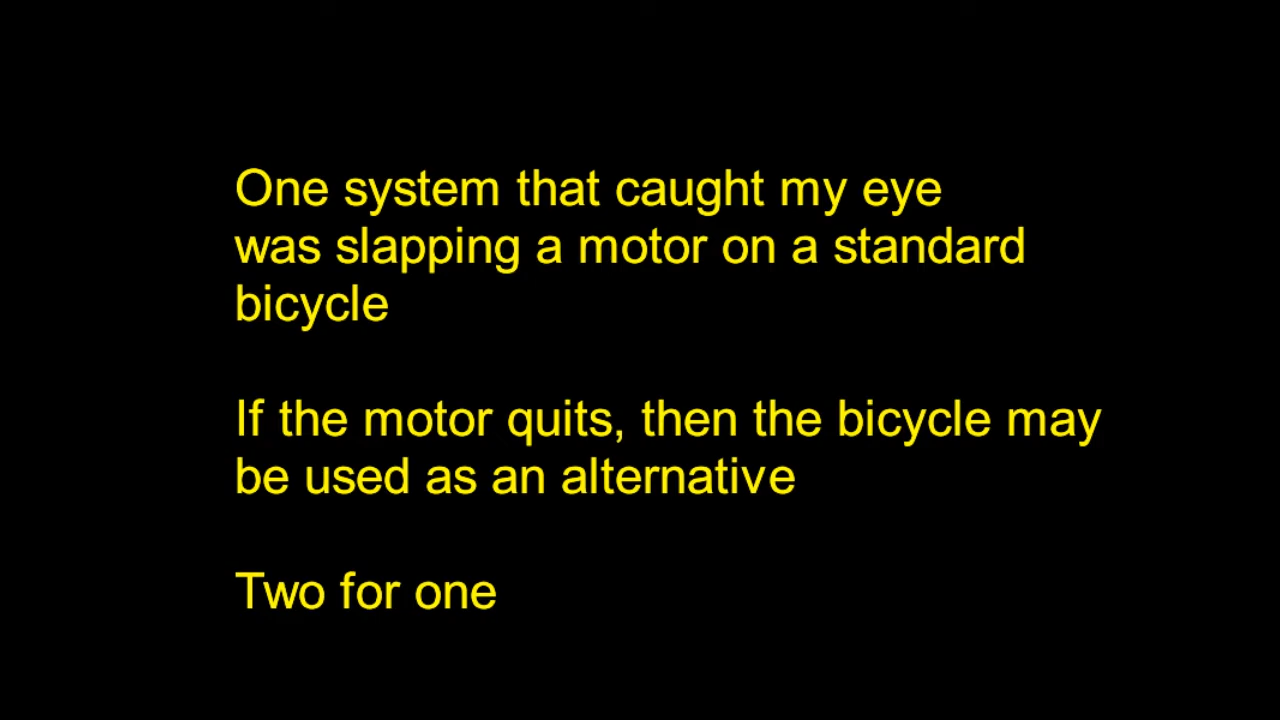 One system that caught my eye
was slapping a motor on a standard
bicycle
If the motor quits, then the bicycle may
be used as an alternative
Two for one